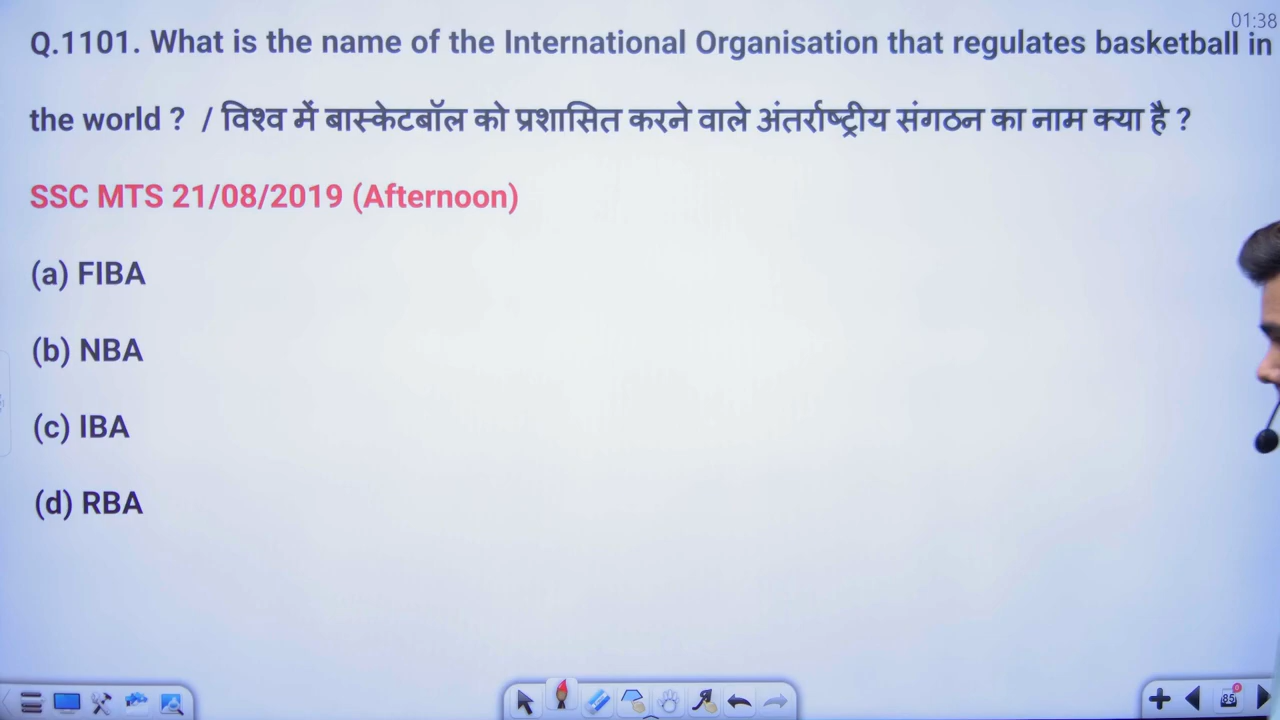 01:38
Q.1101. What is the name of the International Organisation that regulates basketball in
the world ? / विश्व में बास्केटबॉल को प्रशासित करने वाले अंतर्राष्ट्रीय संगठन का नाम क्या है ?
SSC MTS 21/08/2019 (Afternoon)
(a) FIBA
(b) NBA
(c) IBA
(d) RBA
85